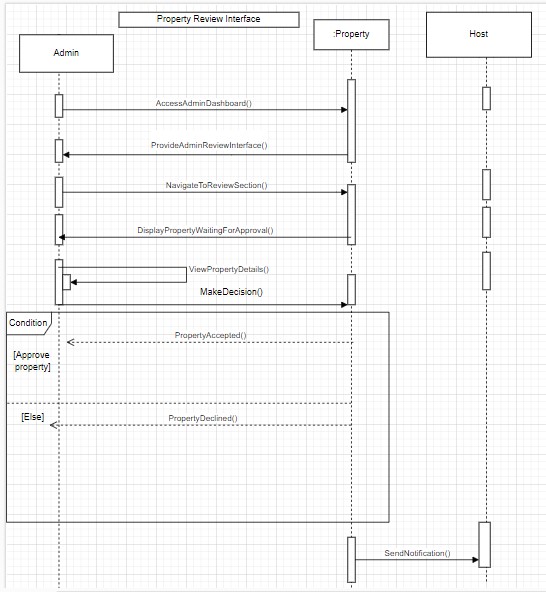 Property Review Interface
Admin
:Property
Host
AccessAdminDashboard()
ProvideAdminReviewInterface()
NavigateToReviewSection()
DisplayPropertyWaitingForApproval()
ViewPropertyDetails()
MakeDecision()
Condition
PropertyAccepted()
[Approve
property]
[Else]
PropertyDeclined()
SendNotification()